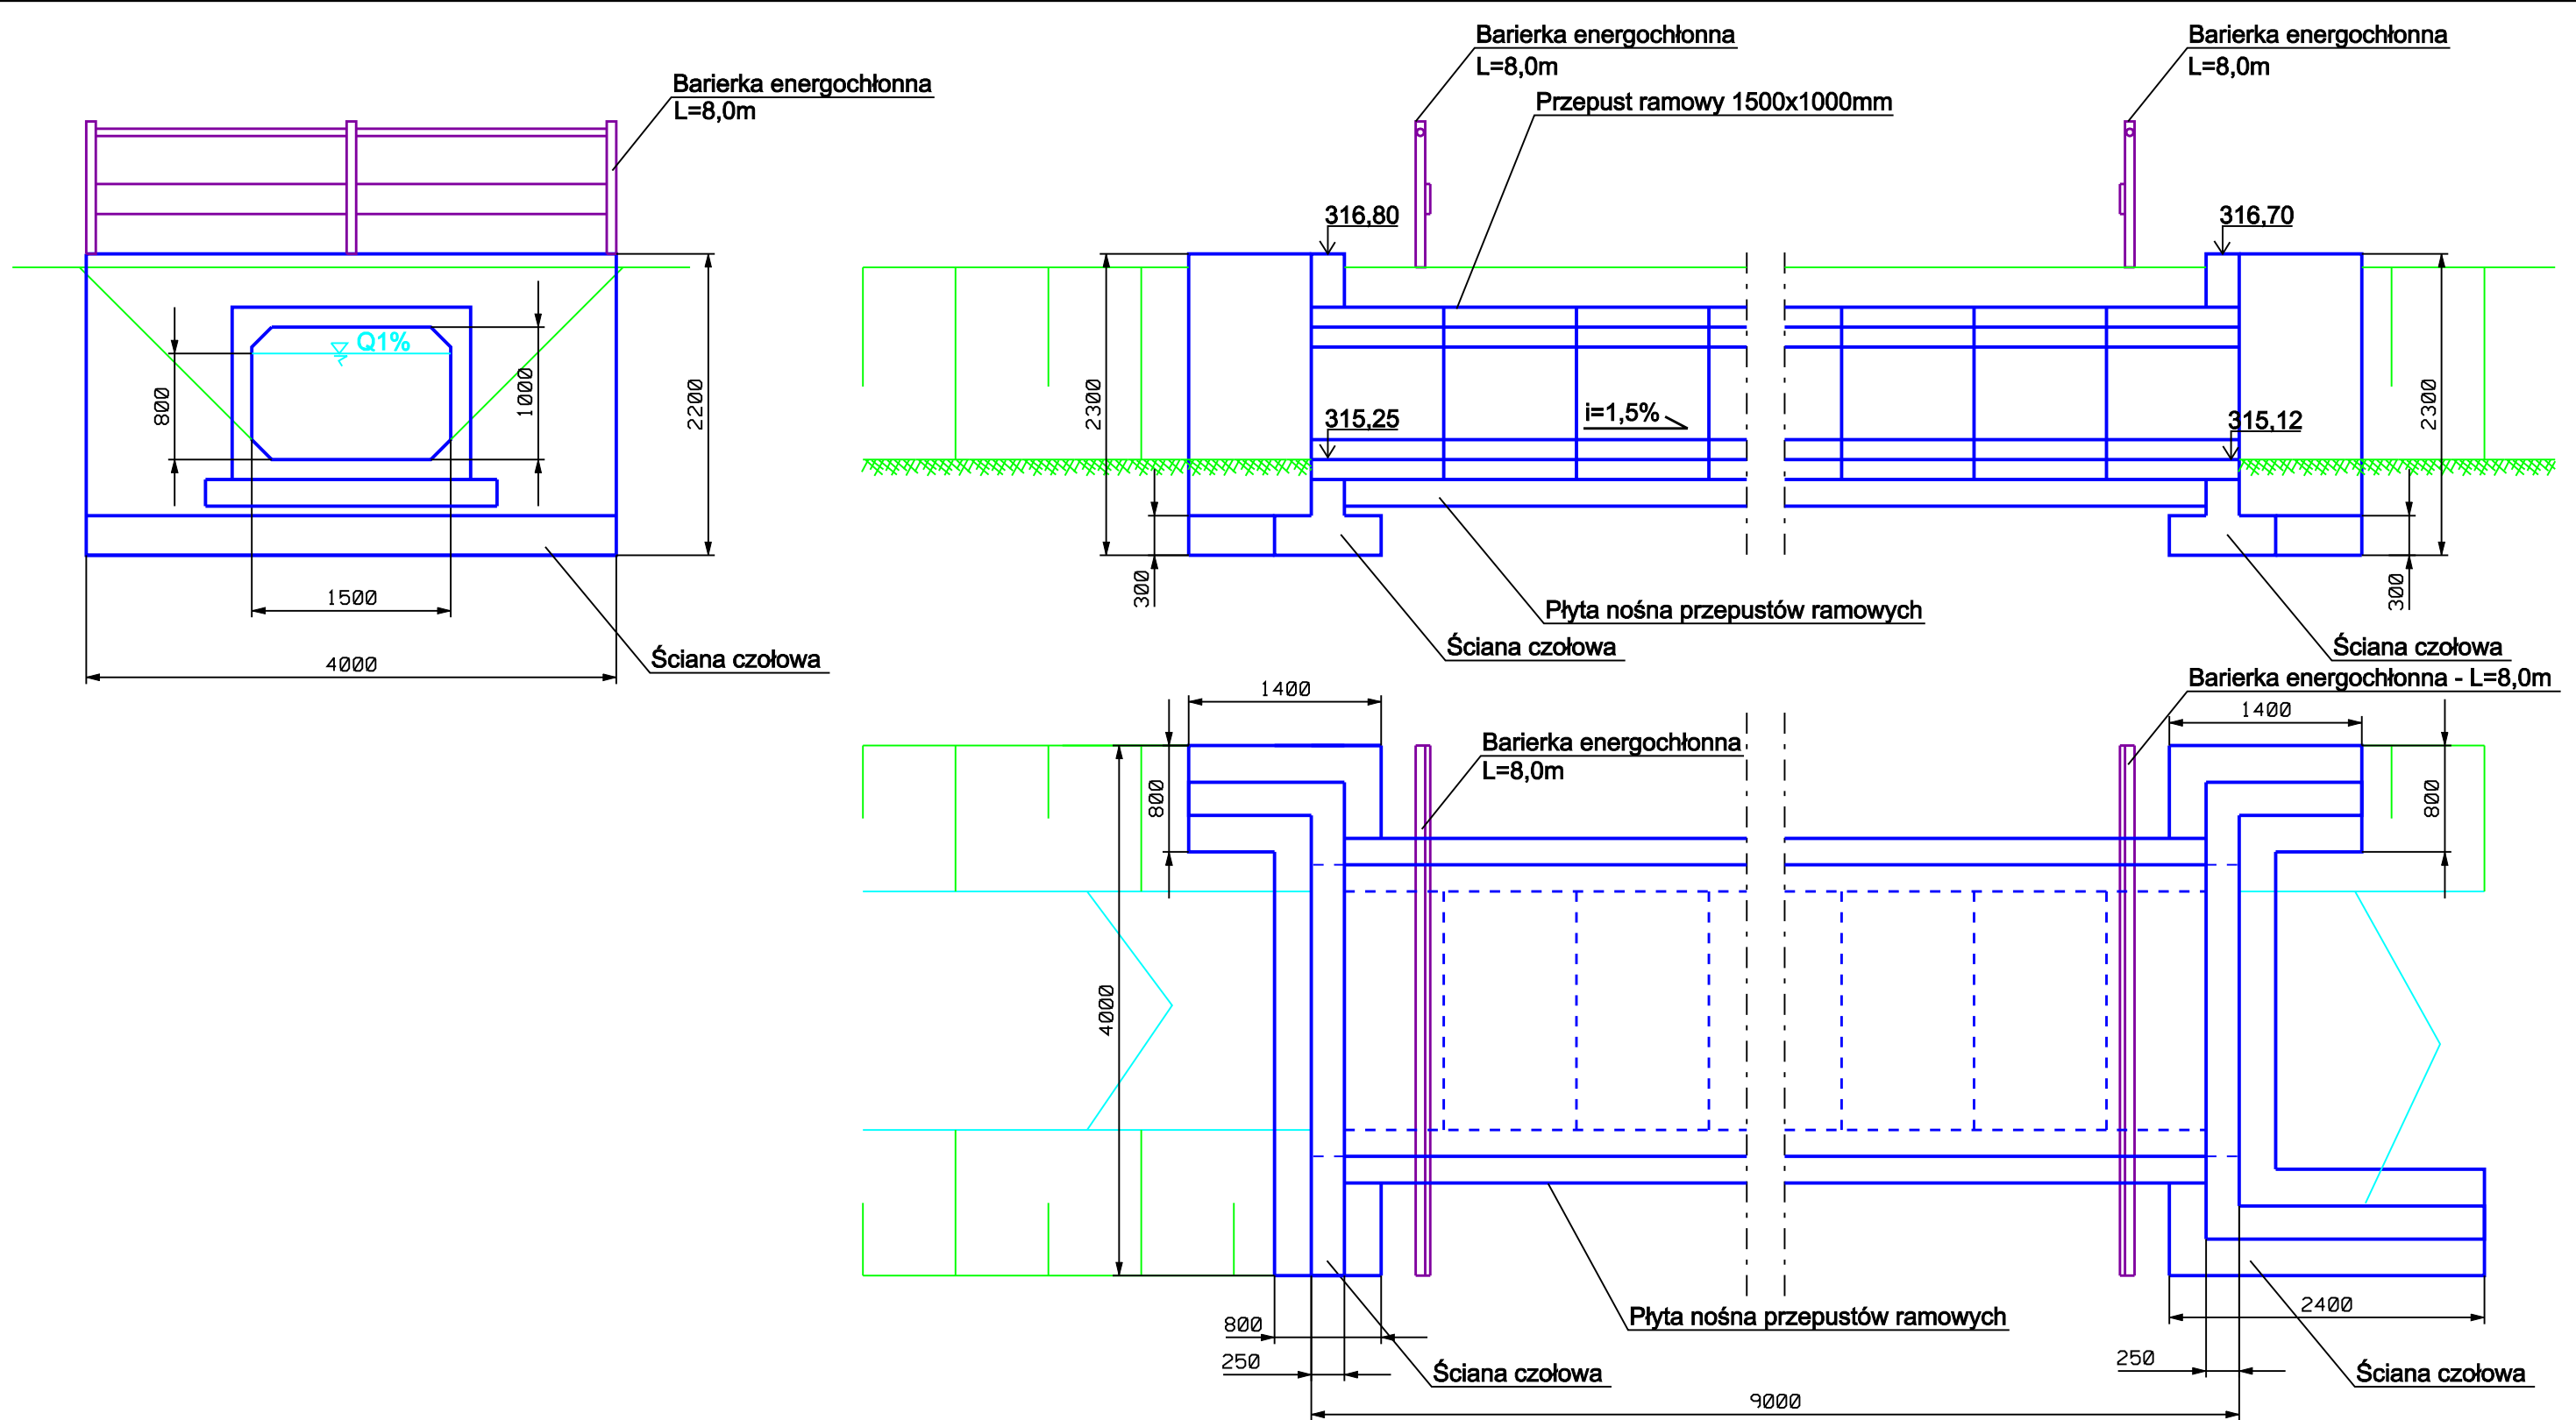 Barierka energochłonna
L=8,0m
Q1%
800
1000
2200
1500
4000
Ściana czołowa
Barierka energochłonna
L=8,0m
Przepust ramowy 1500x1000mm
Barierka energochłonna
L=8,0m
316,80
316,70
2300
315,25
i=1,5%
315,12
2300
300
300
Płyta nośna przepustów ramowych
Ściana czołowa
Ściana czołowa
Barierka energochłonna - L=8,0m
1400
1400
Barierka energochłonna
L=8,0m
800
800
4000
800
250
Płyta nośna przepustów ramowych
Ściana czołowa
2400
250
Ściana czołowa
9000